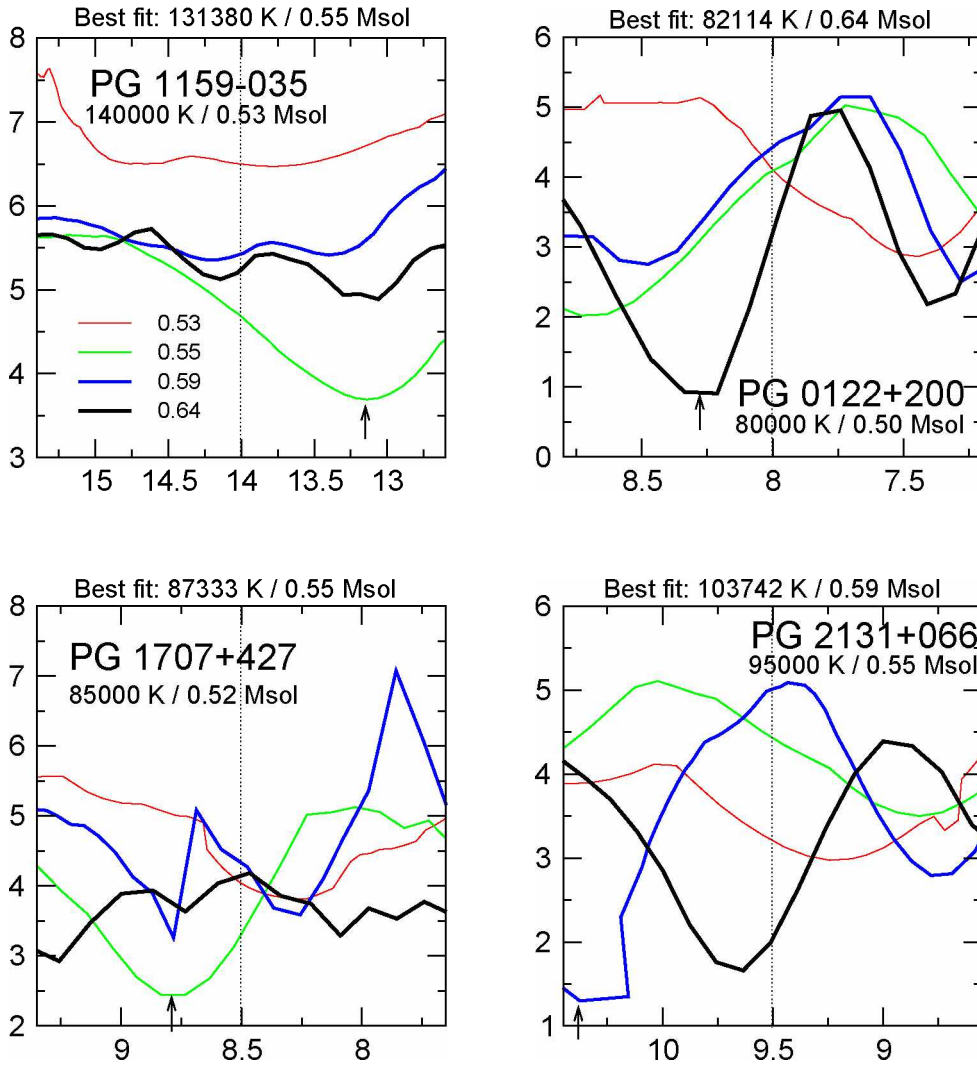 Best fit: 131380 K / 0.55 Msol
8
7
6
5
4
3
PG 1159-035
140000 K / 0.53 Msol
0.53
0.55
0.59
0.64
15 14.5 14 13.5 13
Best fit: 82114 K / 0.64 Msol
6
5
4
3
2
1
0
PG 0122+200
80000 K / 0.50 Msol
8.5 8 7.5
Best fit: 87333 K / 0.55 Msol
8
7
6
5
4
3
2
PG 1707+427
85000 K / 0.52 Msol
9 8.5 8
Best fit: 103742 K / 0.59 Msol
6
5
4
3
2
1
PG 2131+066
95000 K / 0.55 Msol
10 9.5 9